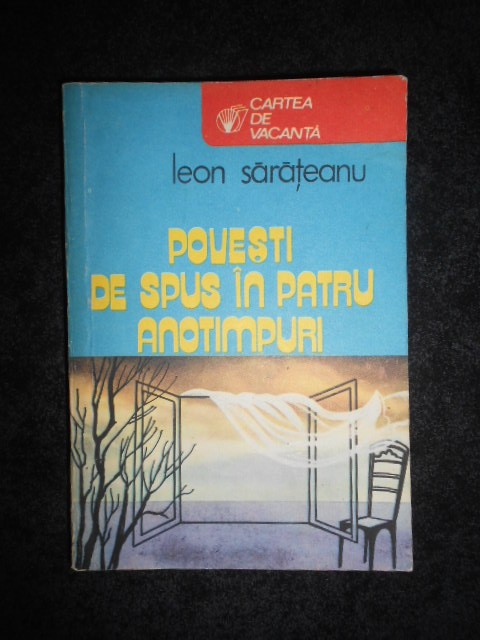 CARTEA
DE
VACANȚĂ
leon sărățeanu
POVEȘTI
DE SPUS ÎN PATRU
ANOTIMPURI